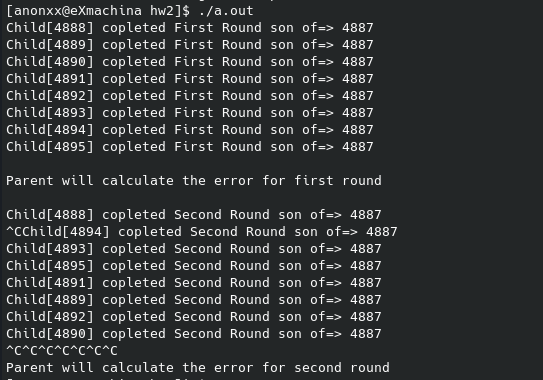 [anonxx@eXmachina hw2]$ ./a.out
Child[4888] copleted First Round son of=> 4887
Child[4889] copleted First Round son of=> 4887
Child[4890] copleted First Round son of=> 4887
Child[4891] copleted First Round son of=> 4887
Child[4892] copleted First Round son of=> 4887
Child[4893] copleted First Round son of=> 4887
Child[4894] copleted First Round son of=> 4887
Child[4895] copleted First Round son of=> 4887
Parent will calculate the error for first round
Child[4888] copleted Second Round son of=> 4887
^CChild[4894] copleted Second Round son of=> 4887
Child[4893] copleted Second Round son of=> 4887
Child[4895] copleted Second Round son of=> 4887
Child[4891] copleted Second Round son of=> 4887
Child[4889] copleted Second Round son of=> 4887
Child[4892] copleted Second Round son of=> 4887
Child[4890] copleted Second Round son of=> 4887
^C^C^C^C^C^C^C
Parent will calculate the error for second round